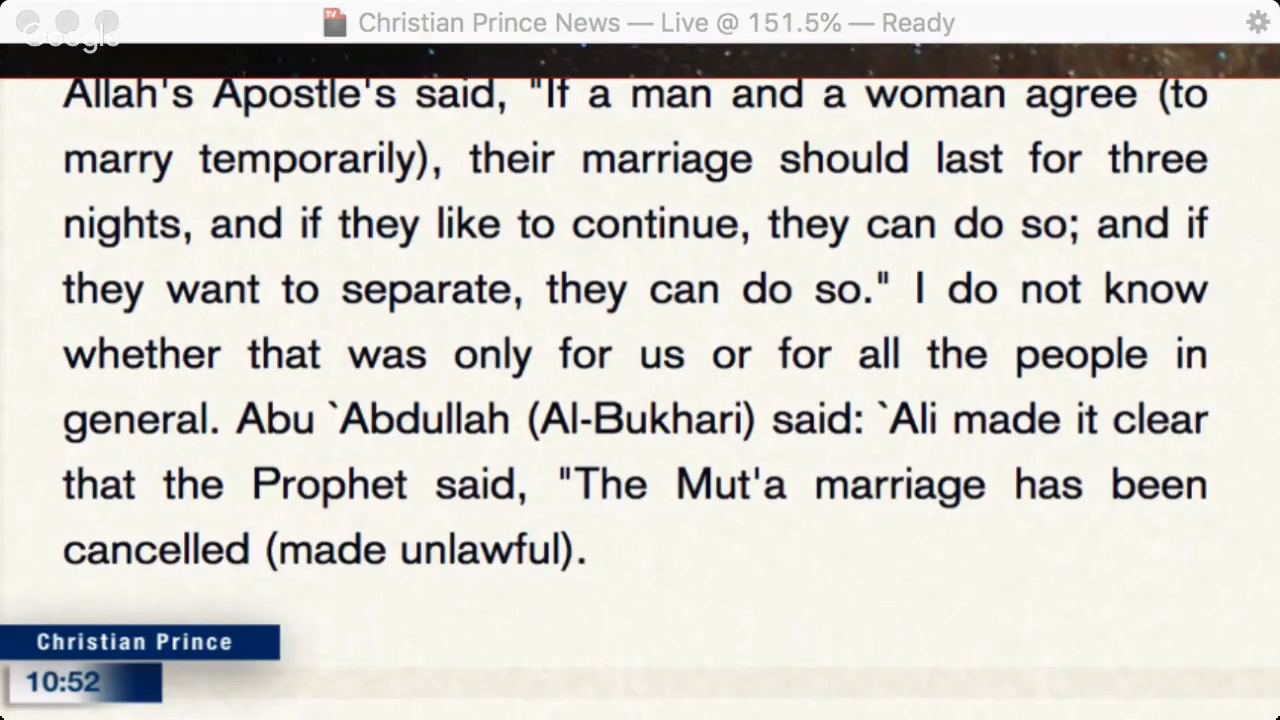 Christian Prince News — Live @ 151.5% — Ready
Google
Allah's Apostle's said, "If a man and a woman agree (to
marry temporarily), their marriage should last for three
nights, and if they like to continue, they can do so; and if
they want to separate, they can do so." I do not know
whether that was only for us or for all the people in
general. Abu `Abdullah (Al-Bukhari) said: `Ali made it clear
that the Prophet said, "The Mut'a marriage has been
cancelled (made unlawful).
Christian Prince
10:52